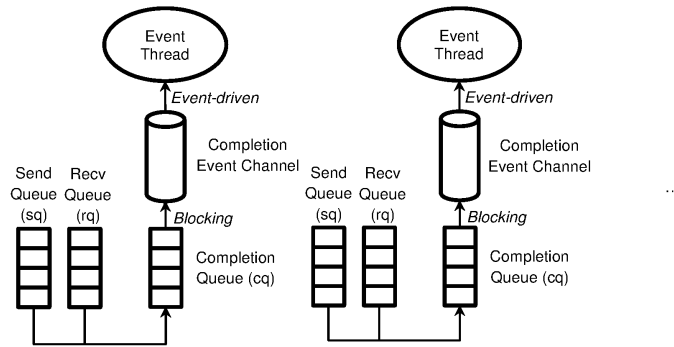 Event
Thread
Event-driven
Completion
Event Channel
Send
Queue
(sq)
Recv
Queue
(rq)
Blocking
Completion
Queue (cq)
Event
Thread
Event-driven
Completion
Event Channel
Send
Queue
(sq)
Recv
Queue
(rq)
Blocking
Completion
Queue (cq)
..